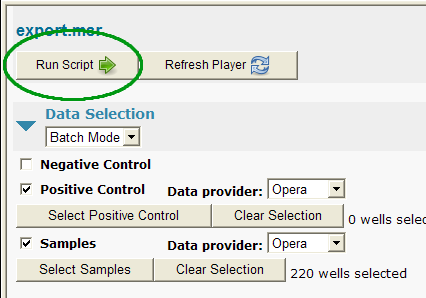 export.msr
Run Script Refresh Player
Data Selection
Batch Mode
Negative Control
Positive Control Data provider: Opera
Select Positive Control Clear Selection 0 wells selec
Samples Data provider: Opera
Select Samples Clear Selection 220 wells selected